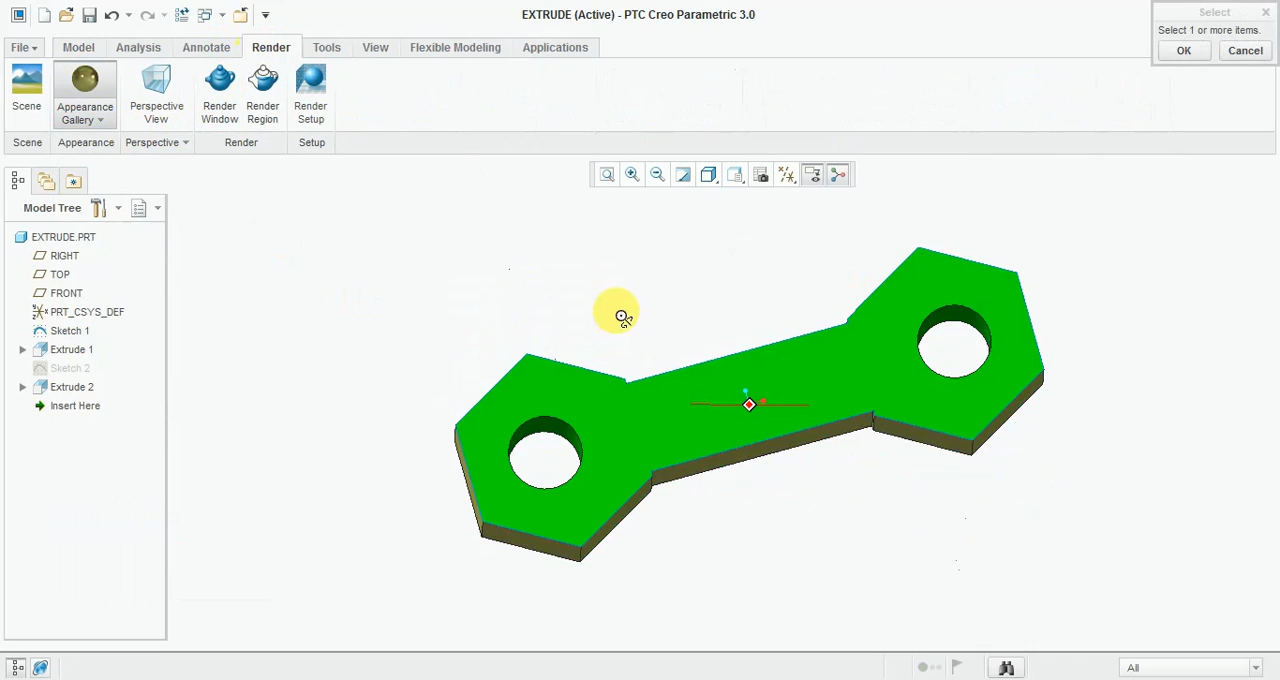 EXTRUDE (Active) - PTC Creo Parametric 3.0
Select
Select 1 or more items.
OK Cancel
File Model Analysis Annotate Render Tools View Flexible Modeling Applications
Scene
Appearance Gallery
Perspective View
Render Window
Render Region
Render Setup
Scene Appearance Perspective Render Setup
Model Tree
EXTRUDE.PRT
RIGHT
TOP
FRONT
PRT_CSYS_DEF
Sketch 1
Extrude 1
Sketch 2
Extrude 2
Insert Here
All